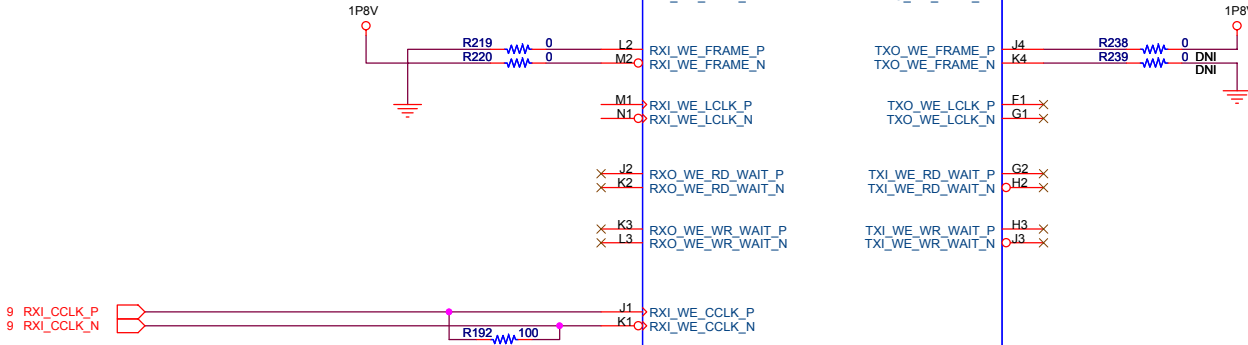 1P8V
1P8V
R219 0 L2 RXI_WE_FRAME_P TXO_WE_FRAME_P J4 R238 0
R220 0 M2 RXI_WE_FRAME_N TXO_WE_FRAME_N K4 R239 0 DNI
DNI
M1 RXI_WE_LCLK_P TXO_WE_LCLK_P F1
N1 RXI_WE_LCLK_N TXO_WE_LCLK_N G1
J2 RXO_WE_RD_WAIT_P TXI_WE_RD_WAIT_P G2
K2 RXO_WE_RD_WAIT_N TXI_WE_RD_WAIT_N H2
K3 RXO_WE_WR_WAIT_P TXI_WE_WR_WAIT_P H3
L3 RXO_WE_WR_WAIT_N TXI_WE_WR_WAIT_N J3
9 RXI_CCLK_P J1 RXI_WE_CCLK_P
9 RXI_CCLK_N K1 RXI_WE_CCLK_N
R192 100